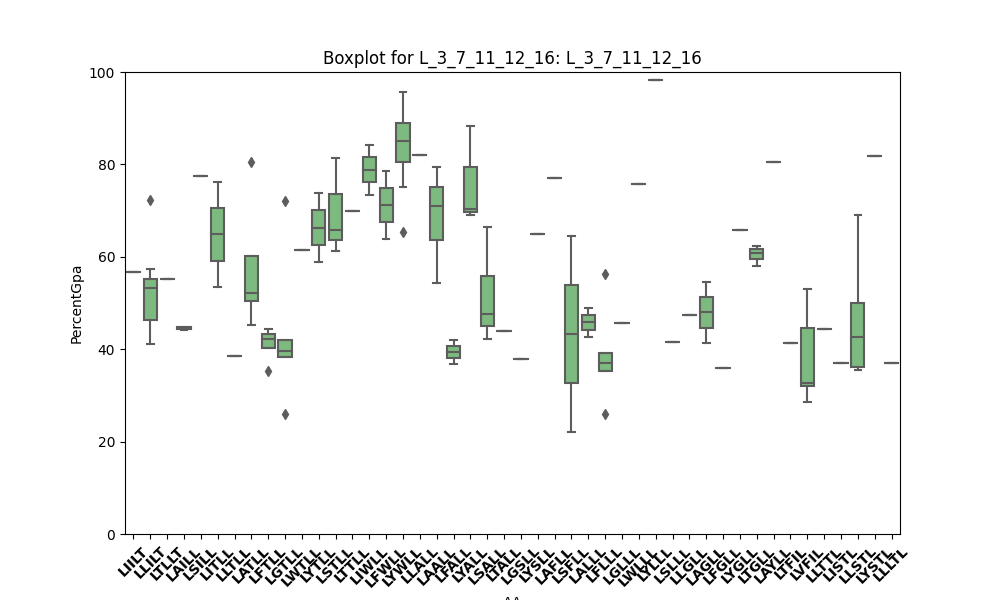 Boxplot for L_3_7_11_12_16: L_3_7_11_12_16
100
80
60
40
20
0
PercentGpa
LIILT LLILT LTLLT LAILL LSILL LITLL LLTLL LATLL LFTLL LGTLL LWTLL LYTLL LSTLL LTTLL LIWLL LFWLL LYWLL LLALL LAALL LFALL LYALL LSALL LTALL LGSLL LYSLL LAFLL LSFLL LALLL LFLLL LGLLL LWLLL LYLLL LSLLL LLGLL LAGLL LFGLL LYGLL LTGLL LAYLL LTFIL LVFIL LLTTL LISTL LLSTL LYSTL LLLTL
AA